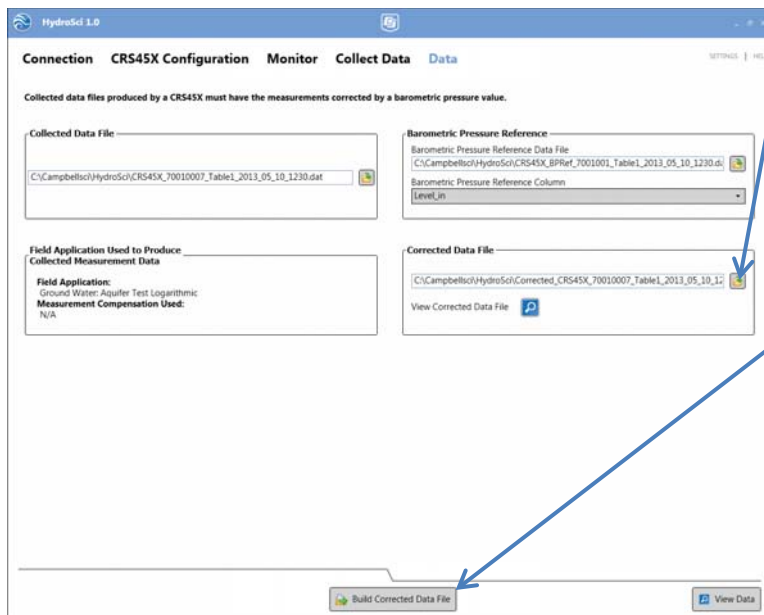 HydroSci 1.0
Connection CRS45X Configuration Monitor Collect Data Data
SETTINGS |
Collected data files produced by a CRS45X must have the measurements corrected by a barometric pressure value.
Collected Data File
C:\Campbellsci\HydroSci\CRS45X_70010007_Table1_2013_05_10_1230.dat
Barometric Pressure Reference
Barometric Pressure Reference Data File
C:\Campbellsci\HydroSci\CRS45X_BPRef_7001001_Table1_2013_05_10_1230.da
Barometric Pressure Reference Column
Level_in
Field Application Used to Produce
Collected Measurement Data
Field Application:
Ground Water: Aquifer Test Logarithmic
Measurement Compensation Used:
N/A
Corrected Data File
C:\Campbellsci\HydroSci\Corrected_CRS45X_70010007_Table1_2013_05_10_12
View Corrected Data File
Build Corrected Data File
View Data